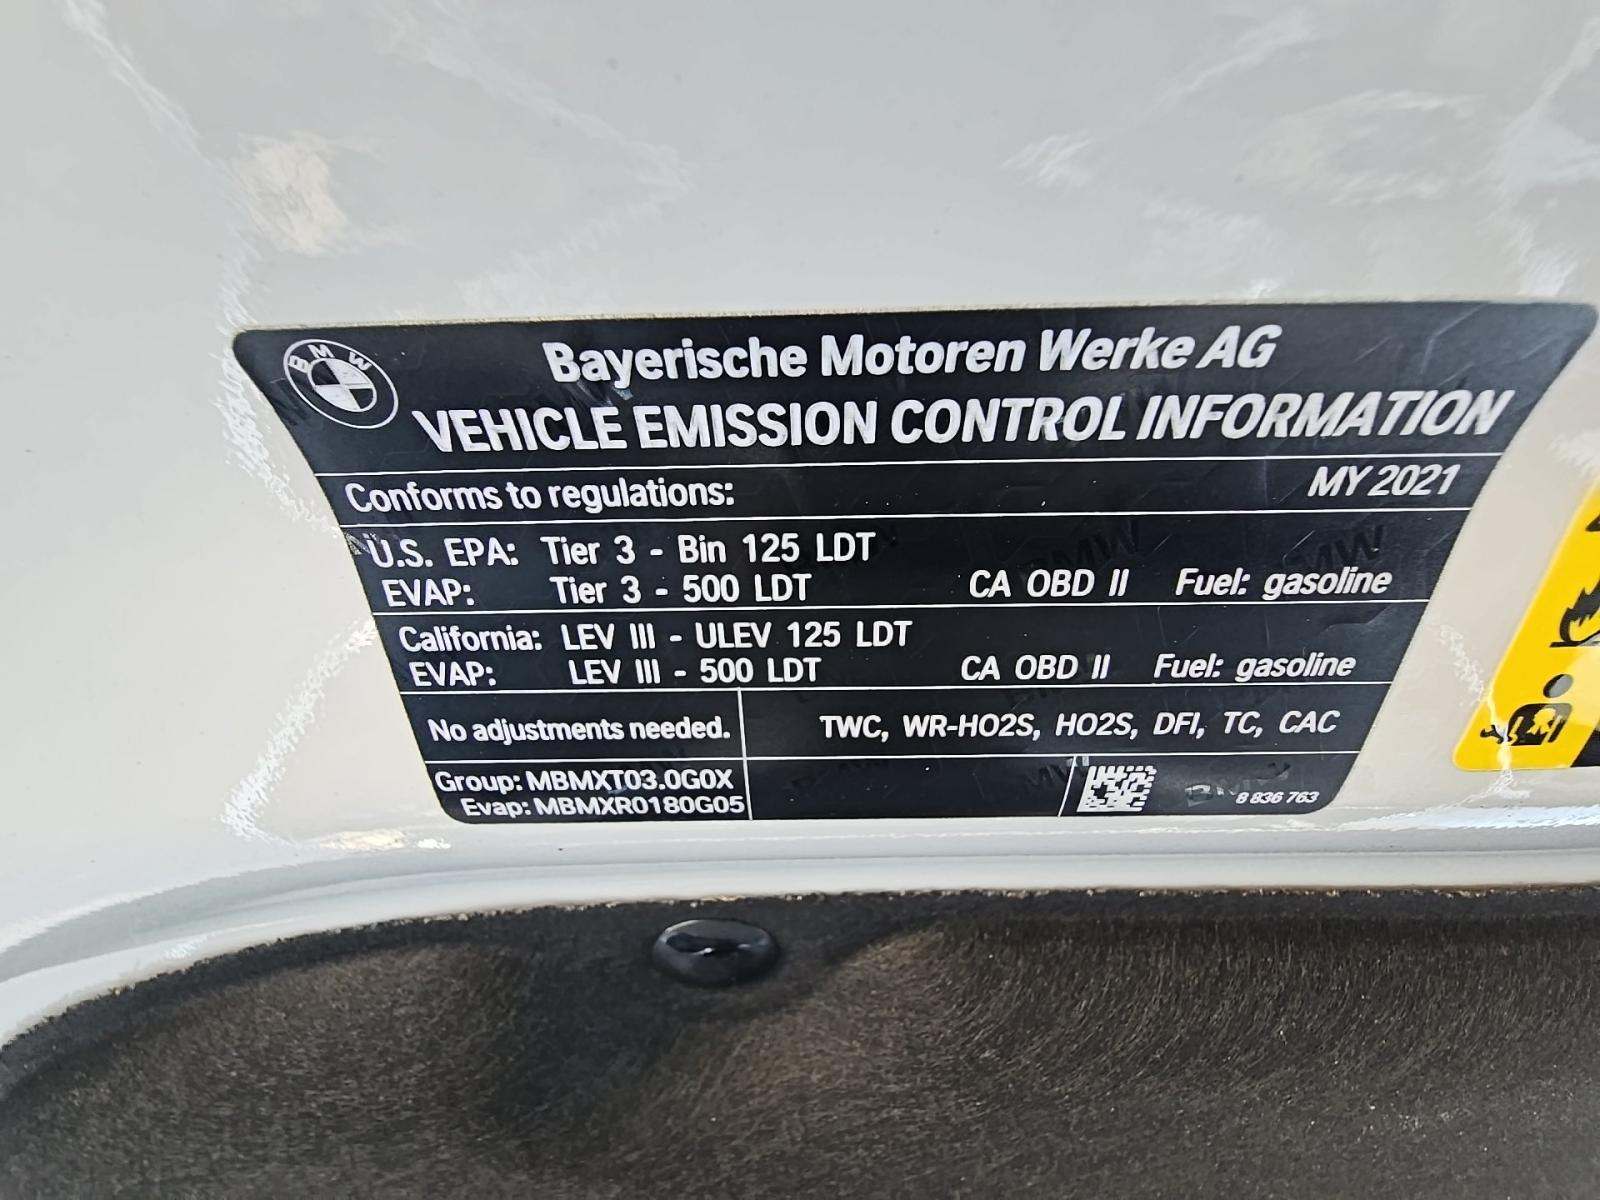 BMW
Bayerische Motoren Werke AG
VEHICLE EMISSION CONTROL INFORMATION
Conforms to regulations: MY 2021
U.S. EPA: Tier 3 - Bin 125 LDT
EVAP: Tier 3 - 500 LDT CA OBD II Fuel: gasoline
California: LEV III - ULEV 125 LDT
EVAP: LEV III - 500 LDT CA OBD II Fuel: gasoline
No adjustments needed. TWC, WR-HO2S, HO2S, DFI, TC, CAC
Group: MBMXT03.0G0X
Evap: MBMXR0180G05 8 836 763